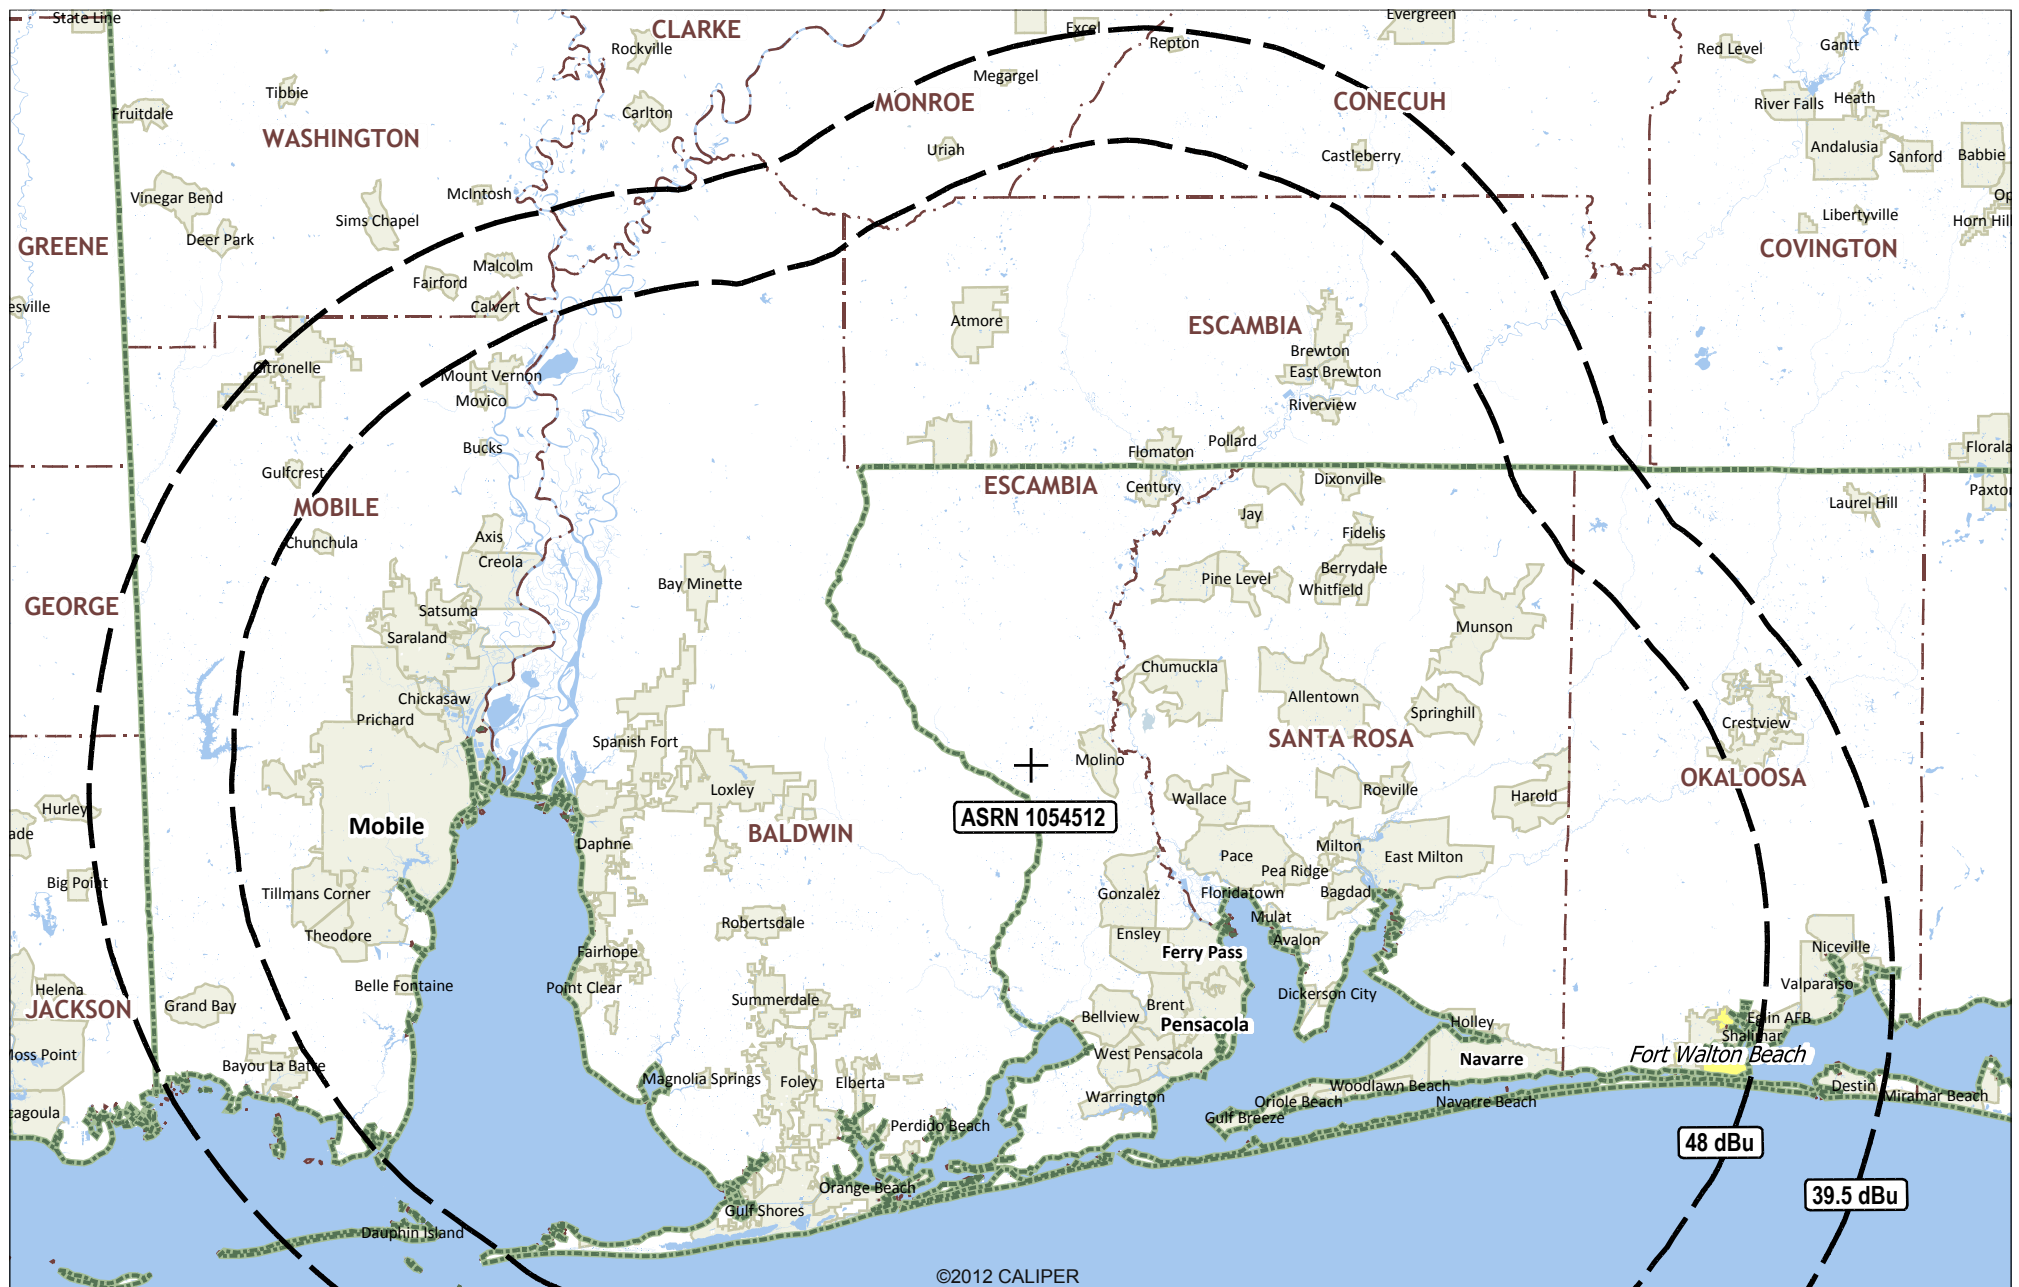 State Line
CLARKE
Excel
Evergreen
Rockville
Repton
Red Level
Gantt
Megargel
Tibbie
MONROE
CONECUH
River Falls
Heath
Fruitdale
Carlton
WASHINGTON
Uriah
Castleberry
Andalusia
Sanford
Babbie
Vinegar Bend
McIntosh
Op
Sims Chapel
Libertyville
Horn Hill
Deer Park
GREENE
COVINGTON
Malcolm
Fairford
esville
Calvert
Atmore
ESCAMBIA
Brewton
Citronelle
Mount Vernon
East Brewton
Movico
Riverview
Bucks
Pollard
Flomaton
Florala
Gulfcrest
ESCAMBIA
Century
Dixonville
Paxton
MOBILE
Jay
Laurel Hill
Axis
Fidelis
Chunchula
Creola
Bay Minette
Pine Level
Berrydale
Whitfield
GEORGE
Satsuma
Saraland
Munson
Chumuckla
Chickasaw
Allentown
Springhill
Prichard
Crestview
Spanish Fort
SANTA ROSA
Molino
OKALOOSA
Loxley
Wallace
Roeville
Harold
Hurley
ASRN 1054512
ade
Mobile
BALDWIN
Daphne
Milton
Pace
East Milton
Pea Ridge
Big Point
Tillmans Corner
Gonzalez
Floridatown
Bagdad
Mulat
Robertsdale
Theodore
Ensley
Avalon
Fairhope
Ferry Pass
Niceville
Helena
Belle Fontaine
Point Clear
Dickerson City
Valparaiso
JACKSON
Grand Bay
Summerdale
Brent
Bellview
Pensacola
Holley
Eglin AFB
Shalimar
Moss Point
West Pensacola
Navarre
Fort Walton Beach
Bayou La Batre
Magnolia Springs
Foley
Elberta
Woodlawn Beach
Destin
Warrington
Miramar Beach
Oriole Beach
Navarre Beach
cagoula
Gulf Breeze
Perdido Beach
48 dBu
Orange Beach
39.5 dBu
Gulf Shores
Dauphin Island
©2012 CALIPER